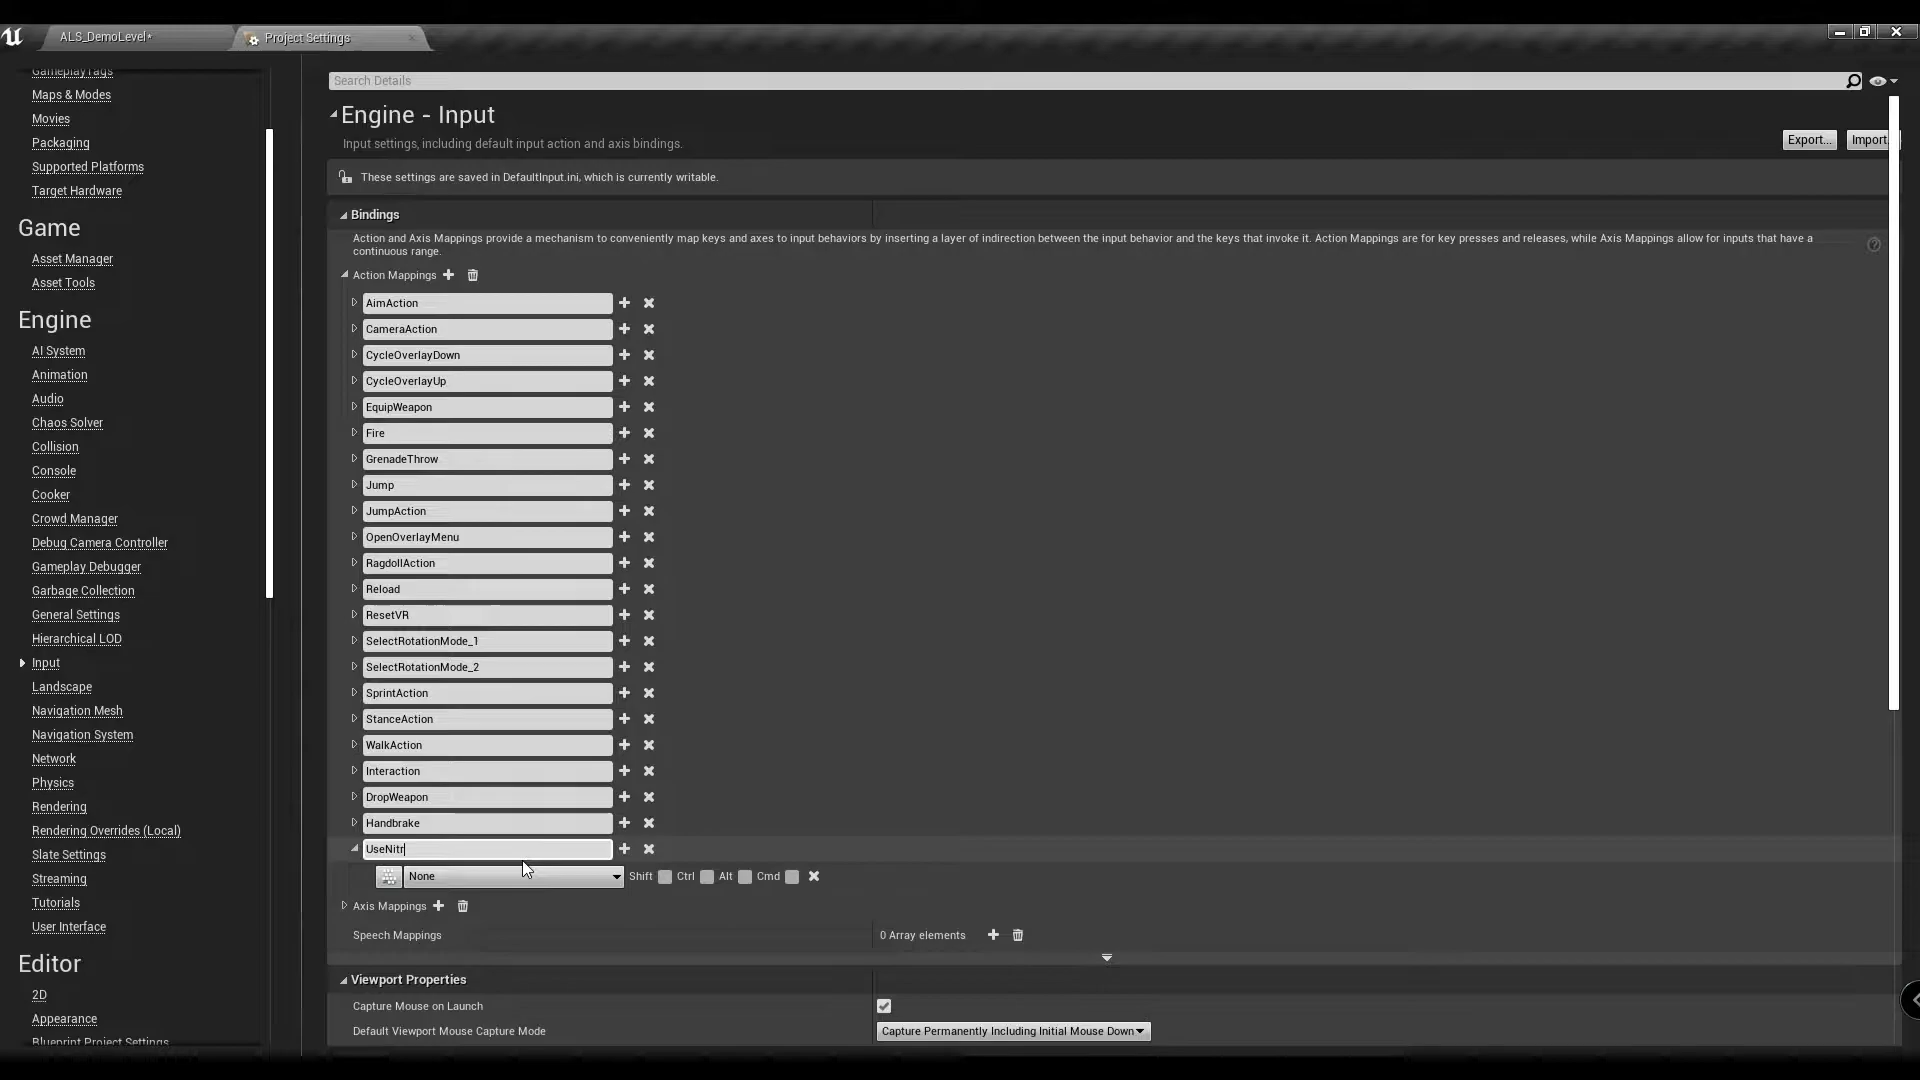 ALS_DemoLevel*
Project Settings
GameplayTags
Maps & Modes
Movies
Packaging
Supported Platforms
Target Hardware
Game
Asset Manager
Asset Tools
Engine
AI System
Animation
Audio
Chaos Solver
Collision
Console
Cooker
Crowd Manager
Debug Camera Controller
Gameplay Debugger
Garbage Collection
General Settings
Hierarchical LOD
Input
Landscape
Navigation Mesh
Navigation System
Network
Physics
Rendering
Rendering Overrides (Local)
Slate Settings
Streaming
Tutorials
User Interface
Editor
2D
Appearance
Blueprint Project Settings
Search Details
Engine - Input
Input settings, including default input action and axis bindings.
Export...
Import
These settings are saved in DefaultInput.ini, which is currently writable.
Bindings
Action and Axis Mappings provide a mechanism to conveniently map keys and axes to input behaviors by inserting a layer of indirection between the input behavior and the keys that invoke it. Action Mappings are for key presses and releases, while Axis Mappings allow for inputs that have a
continuous range.
Action Mappings
AimAction
CameraAction
CycleOverlayDown
CycleOverlayUp
EquipWeapon
Fire
GrenadeThrow
Jump
JumpAction
OpenOverlayMenu
RagdollAction
Reload
ResetVR
SelectRotationMode_1
SelectRotationMode_2
SprintAction
StanceAction
WalkAction
Interaction
DropWeapon
Handbrake
UseNitr
None Shift Ctrl Alt Cmd
Axis Mappings
Speech Mappings 0 Array elements
Viewport Properties
Capture Mouse on Launch
Default Viewport Mouse Capture Mode Capture Permanently Including Initial Mouse Down